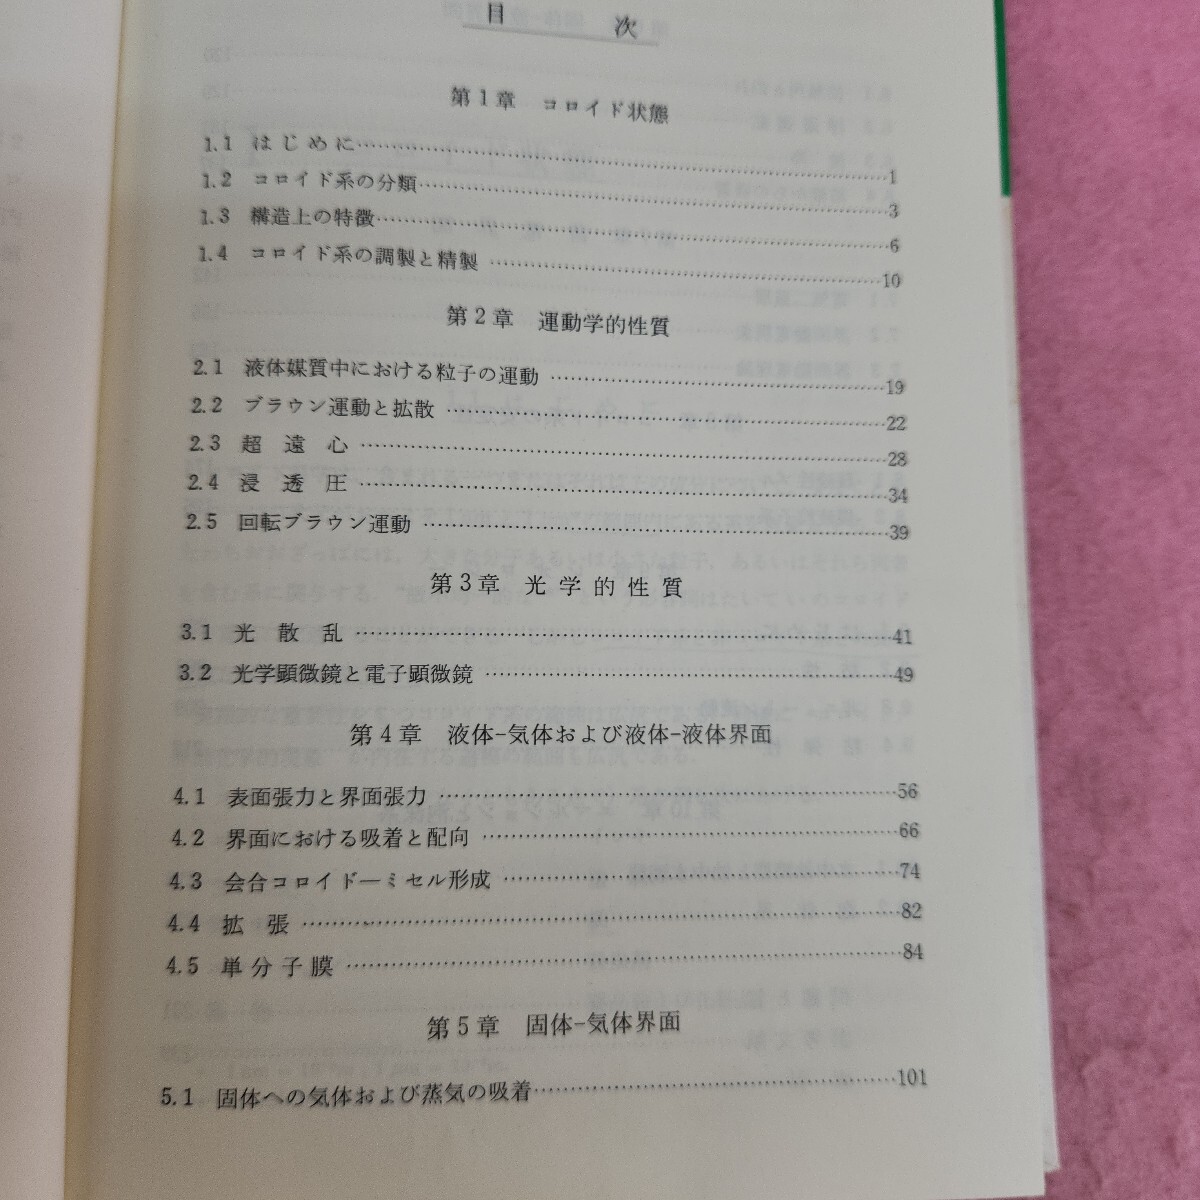 目 次
第1章 コロイド状態
1.1 はじめに……1
1.2 コロイド系の分類……3
1.3 構造上の特徴……6
1.4 コロイド系の調製と精製……10
第2章 運動学的性質
2.1 液体媒質中における粒子の運動……19
2.2 ブラウン運動と拡散……22
2.3 超遠心……28
2.4 浸透圧……34
2.5 回転ブラウン運動……39
第3章 光学的性質
3.1 光散乱……41
3.2 光学顕微鏡と電子顕微鏡……49
第4章 液体-気体および液体-液体界面
4.1 表面張力と界面張力……56
4.2 界面における吸着と配向……66
4.3 会合コロイド―ミセル形成……74
4.4 拡張……82
4.5 単分子膜……84
第5章 固体-気体界面
5.1 固体への気体および蒸気の吸着……101